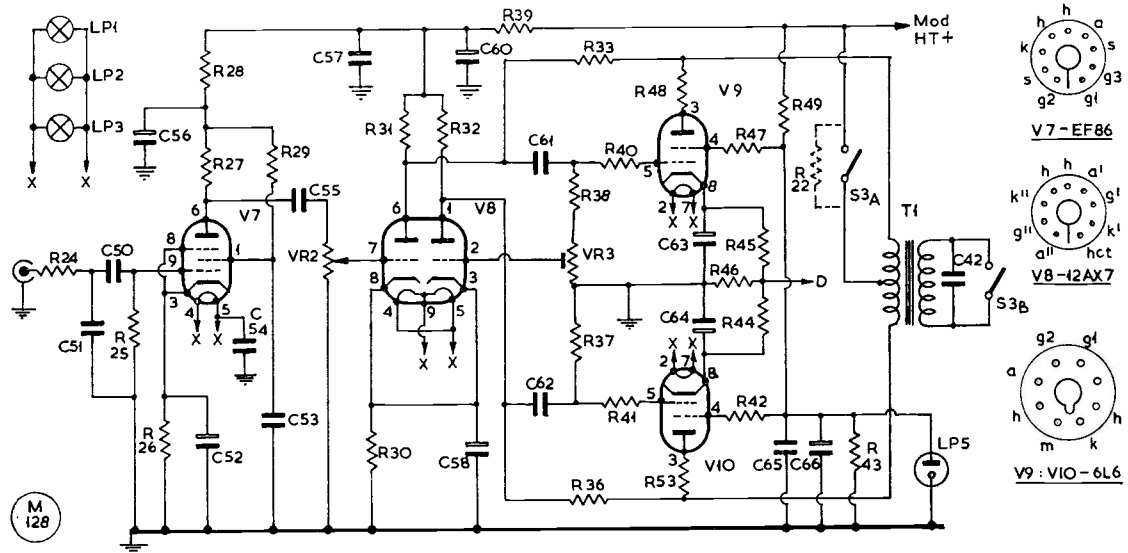 LP1
LP2
LP3
X X
R28
C56
R27
R29
C57
R39
C60
R33
Mod
HT+
R31
R32
R48
V9
3
R49
R47
4
C61
R40
5
8
2 7
X X
R38
R
22
S3A
T1
C42
S3B
C55
V7
6
1
8
9
3
4
5
X X
C
54
R24
C50
C51
R
25
R
26
C52
C53
VR2
6
1
V8
7
2
8
3
4
9
5
X X
R30
C58
VR3
C63
R45
R46
D
C64
R44
R37
X X
2 7
8
C62
R41
5
4
R42
3
V10
R53
R36
C65
C66
R
43
LP5
M
128
h
h
a
k
s
s
g3
g2
g1
V7-EF86
h
h
a'
k"
g'
g"
k'
a"
hct
V8-12AX7
g2
g1
a
h
h
m
k
V9:V10-6L6